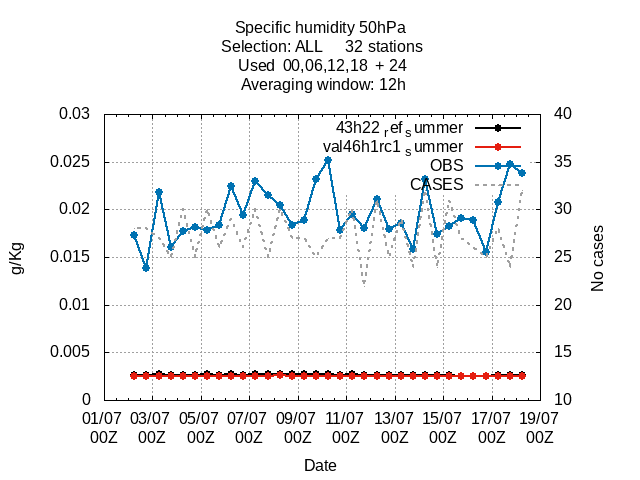 Specific humidity 50hPa
Selection: ALL 32 stations
Used 00,06,12,18 + 24
Averaging window: 12h
0.03
0.025
0.02
0.015
0.01
0.005
0
40
35
30
25
20
15
10
43h22_ref_summer
val46h1rc1_summer
OBS
CASES
g/Kg
No cases
01/07 03/07 05/07 07/07 09/07 11/07 13/07 15/07 17/07 19/07
00Z 00Z 00Z 00Z 00Z 00Z 00Z 00Z 00Z 00Z
Date